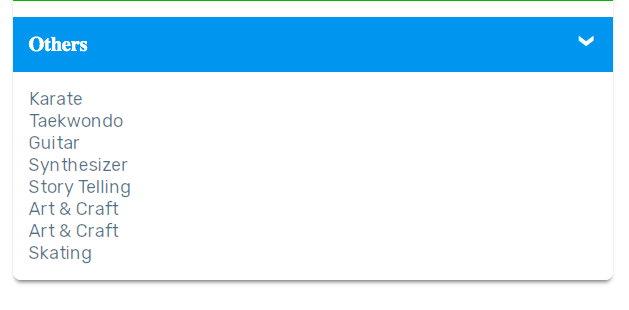 Others
Karate
Taekwondo
Guitar
Synthesizer
Story Telling
Art & Craft
Art & Craft
Skating